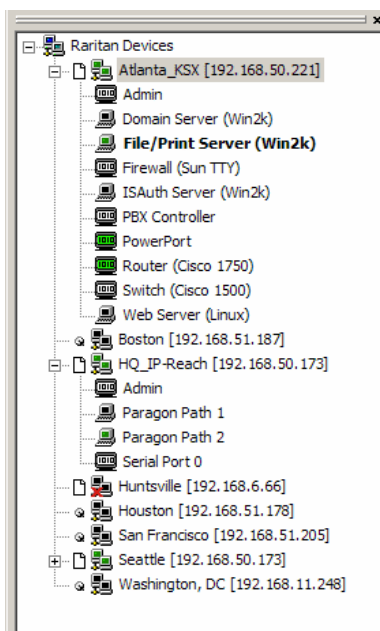 Raritan Devices
Atlanta_KSX [192.168.50.221]
Admin
Domain Server (Win2k)
File/Print Server (Win2k)
Firewall (Sun TTY)
ISAuth Server (Win2k)
PBX Controller
PowerPort
Router (Cisco 1750)
Switch (Cisco 1500)
Web Server (Linux)
Boston [192.168.51.187]
HQ_IP-Reach [192.168.50.173]
Admin
Paragon Path 1
Paragon Path 2
Serial Port 0
Huntsville [192.168.6.66]
Houston [192.168.51.178]
San Francisco [192.168.51.205]
Seattle [192.168.50.173]
Washington, DC [192.168.11.248]